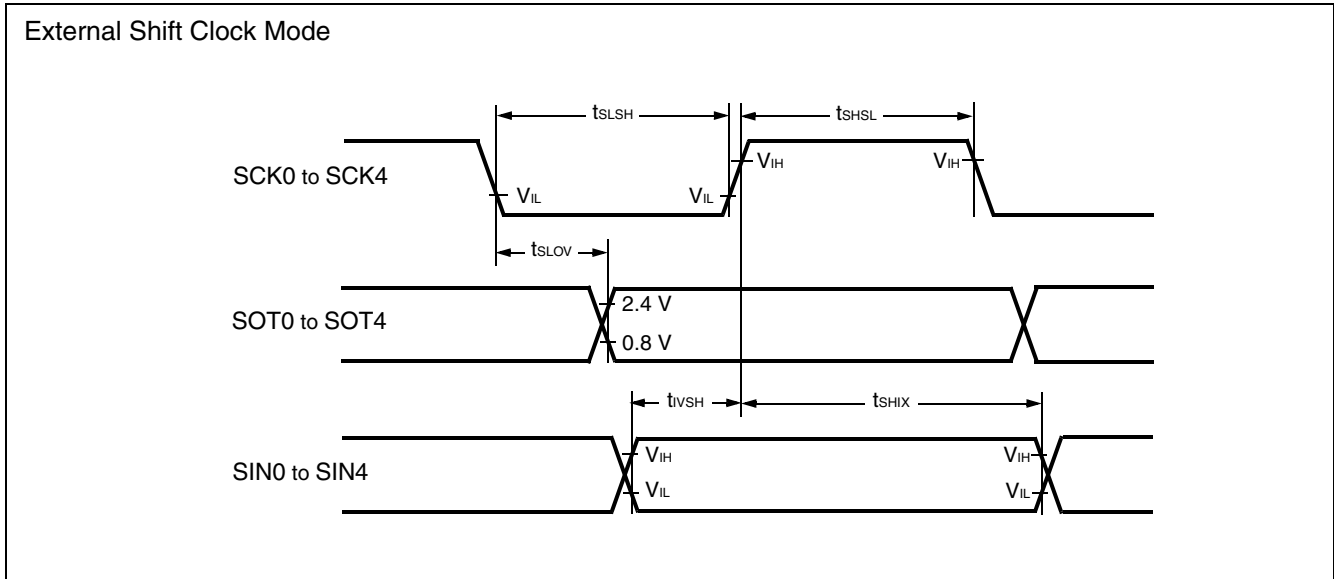 External Shift Clock Mode
tSLSH
tSHSL
SCK0 to SCK4
VIH
VIH
VIL
VIL
tSLOV
SOT0 to SOT4
2.4 V
0.8 V
tIVSH
tSHIX
SIN0 to SIN4
VIH
VIH
VIL
VIL